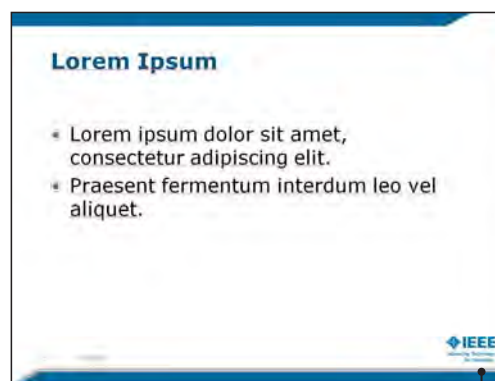 Lorem Ipsum
Lorem ipsum dolor sit amet,
consectetur adipiscing elit.
Praesent fermentum interdum leo vel
aliquet.
IEEE